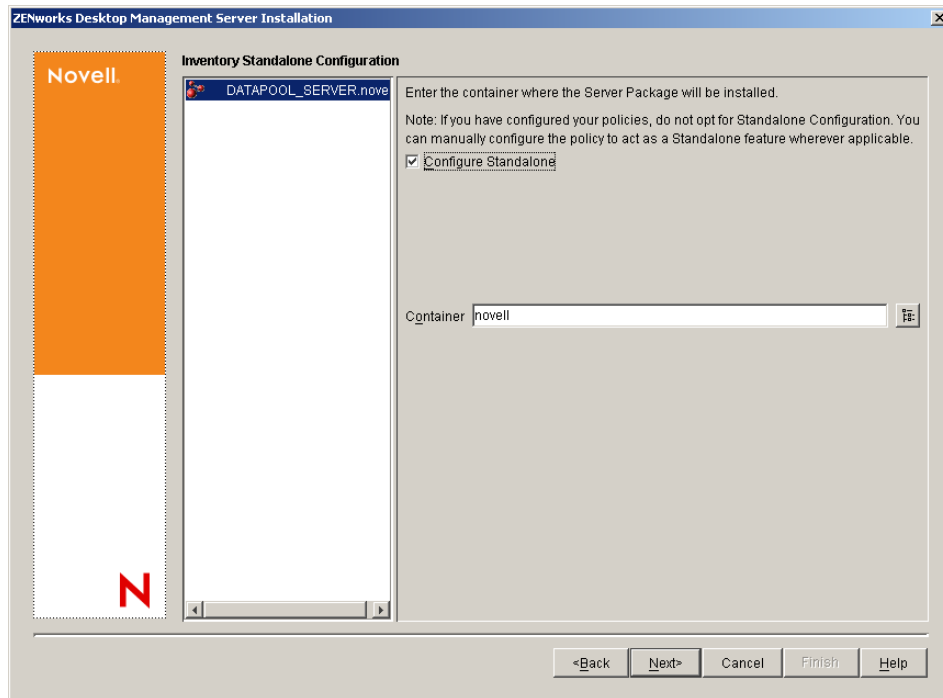 ZENworks Desktop Management Server Installation
Novell.
Inventory Standalone Configuration
DATAPOOL_SERVER.nove
Enter the container where the Server Package will be installed.
Note: If you have configured your policies, do not opt for Standalone Configuration. You
can manually configure the policy to act as a Standalone feature wherever applicable.
Configure Standalone
Container novell
N
<Back Next> Cancel Finish Help